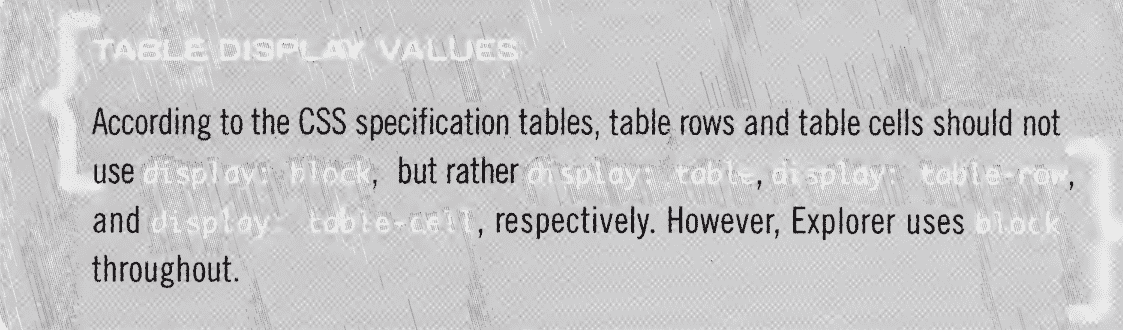 TABLE DISPLAY VALUES
According to the CSS specification tables, table rows and table cells should not
use display: block, but rather display: table, display: table-row,
and display: table-cell, respectively. However, Explorer uses block
throughout.